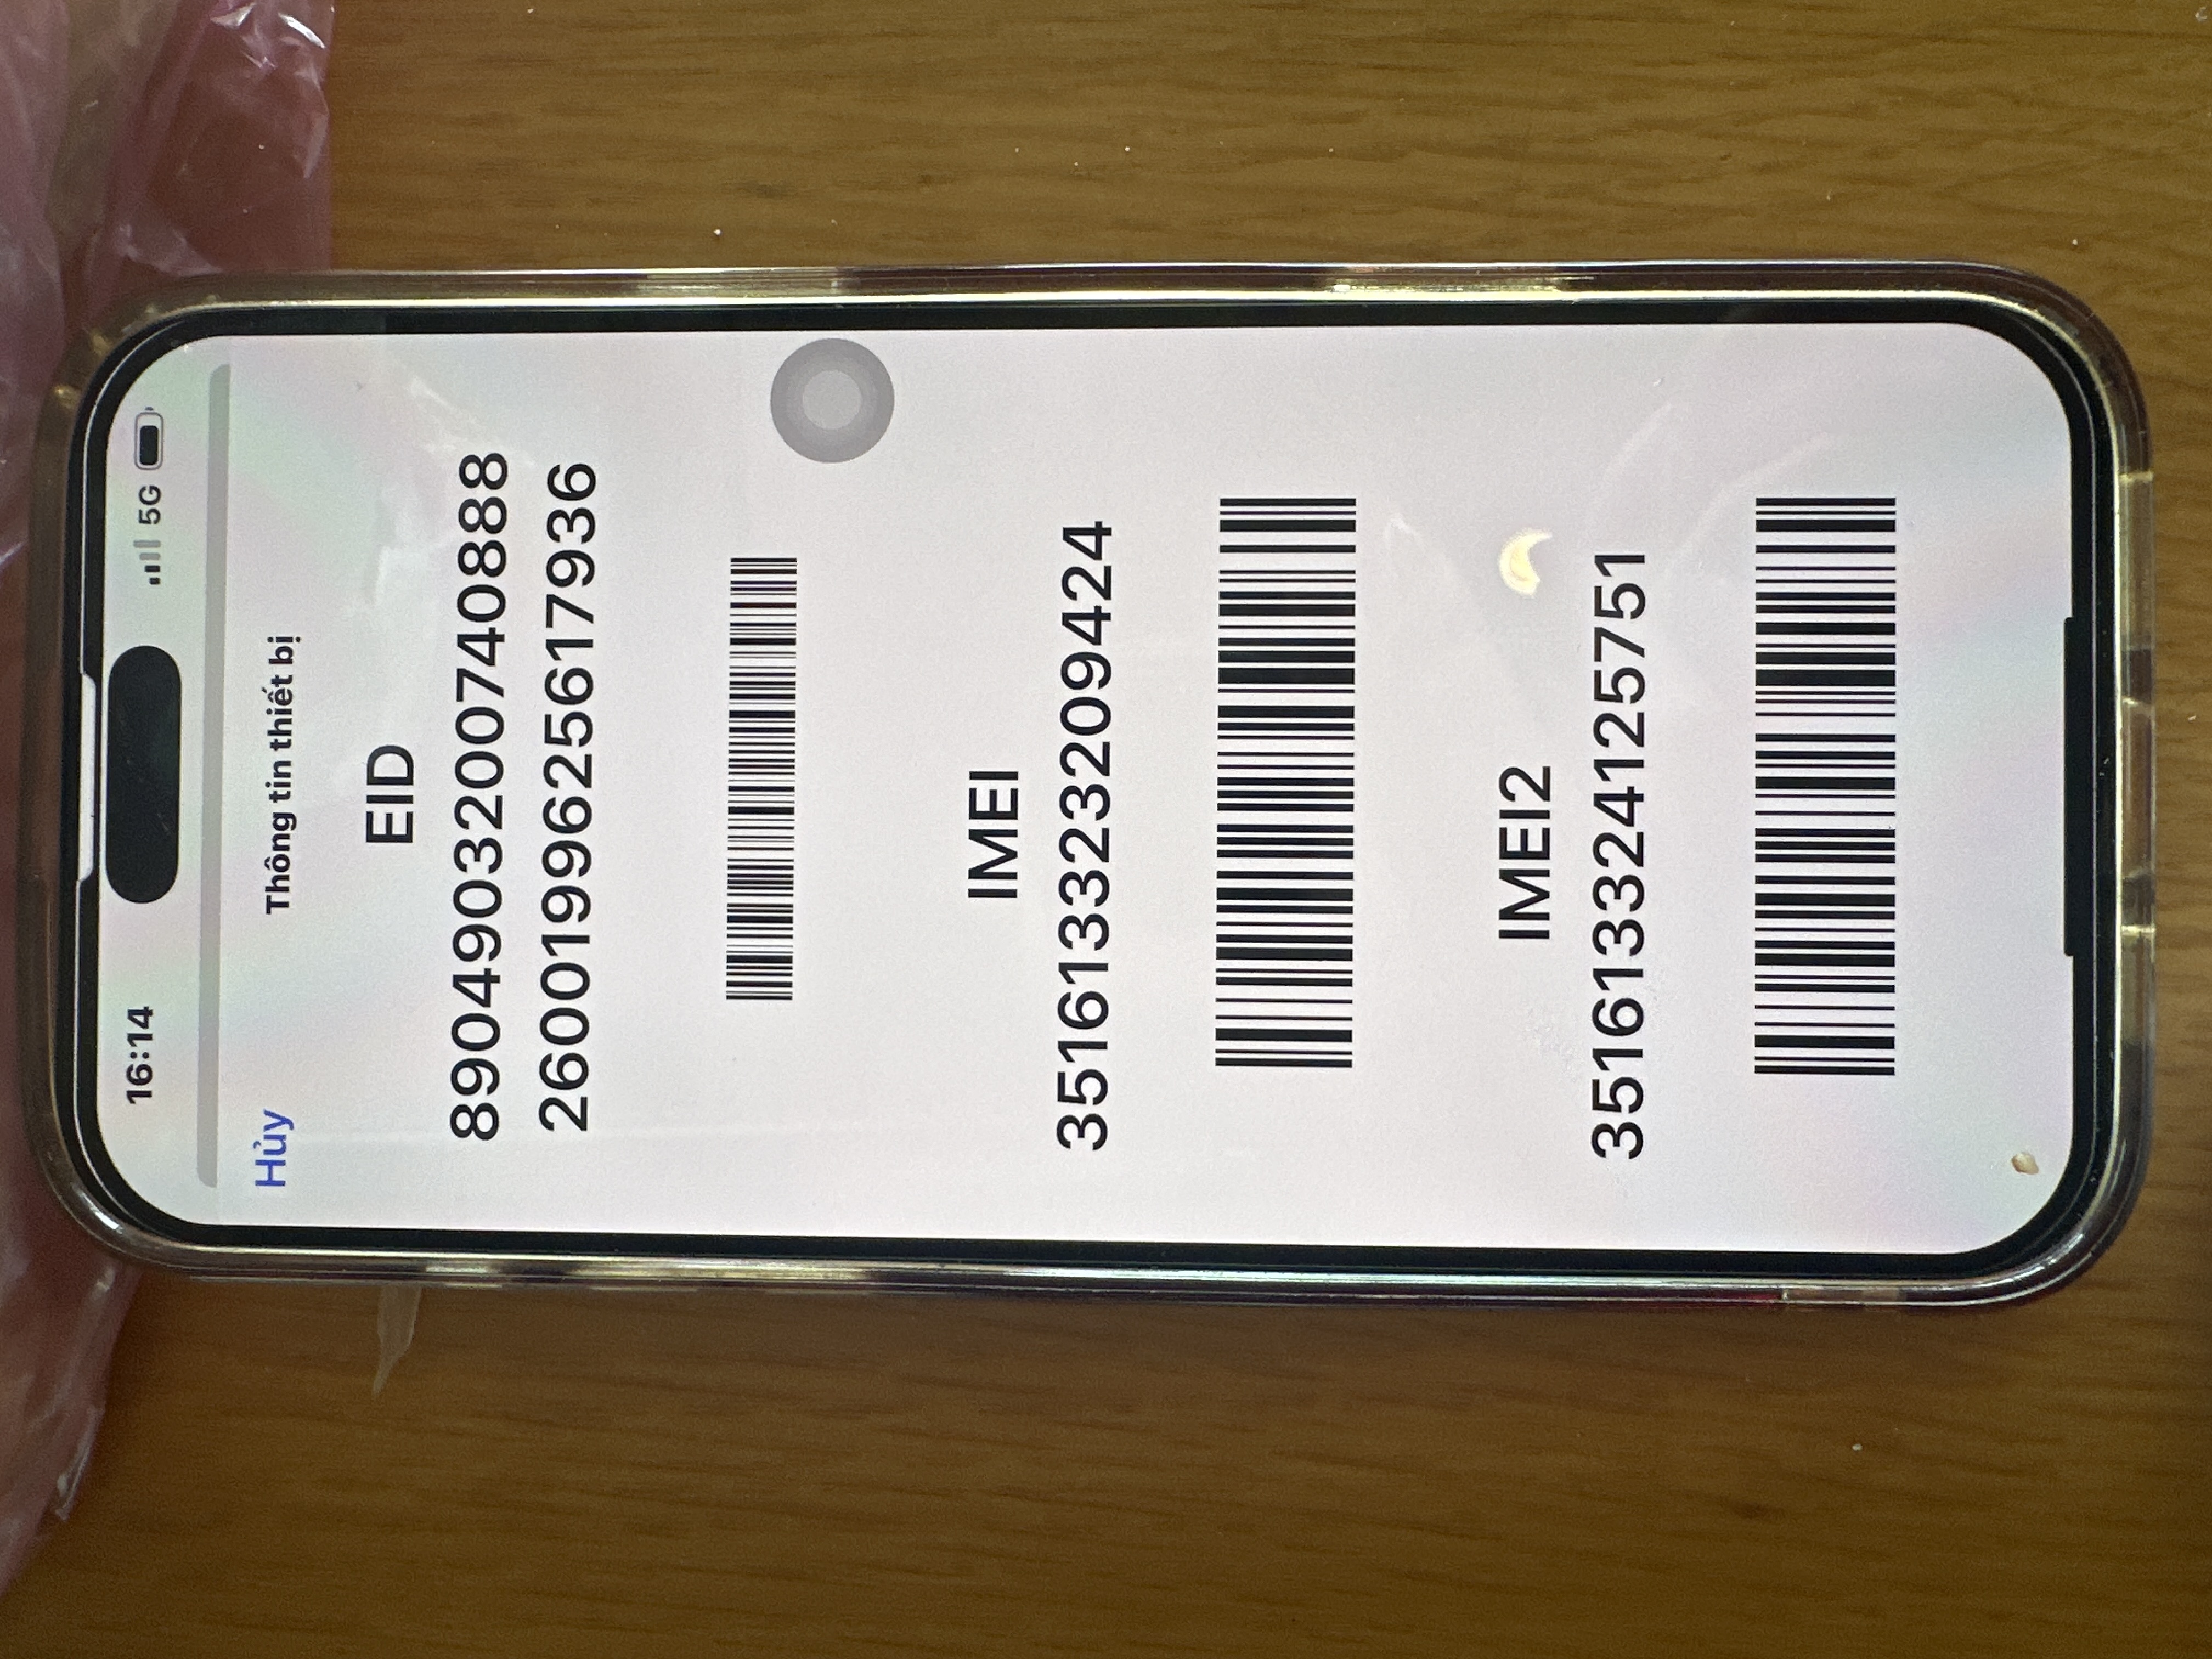 16:14
5G
Hủy
Thông tin thiết bị
EID
8904903200740888
2600199625617936
IMEI
351613323209424
IMEI2
351613324125751